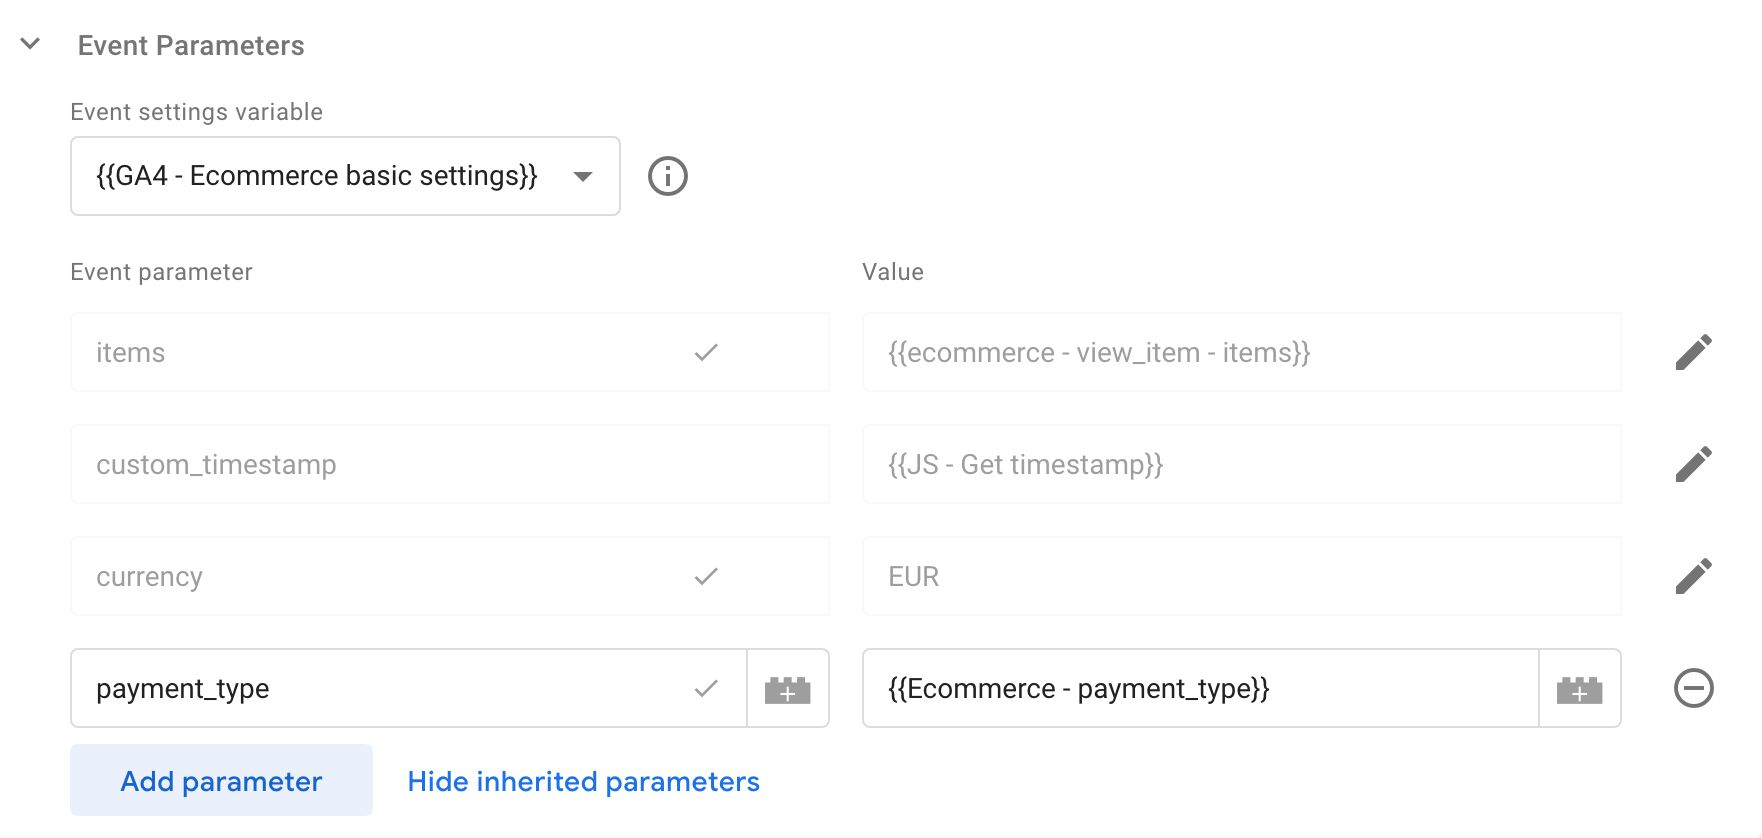 Event Parameters
Event settings variable
{{GA4 - Ecommerce basic settings}}
Event parameter Value
items {{ecommerce - view_item - items}}
custom_timestamp {{JS - Get timestamp}}
currency EUR
payment_type {{Ecommerce - payment_type}}
Add parameter Hide inherited parameters